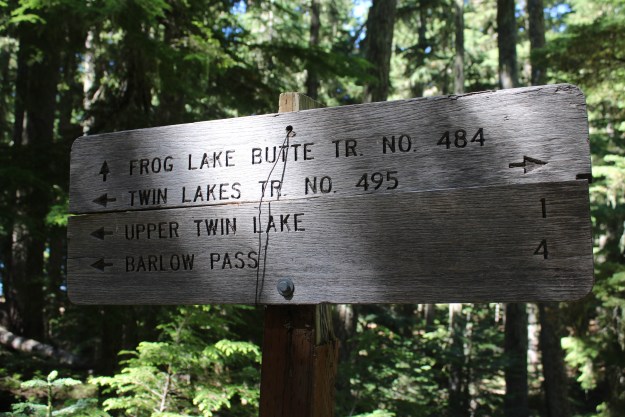 FROG LAKE BUTTE TR. NO. 484
TWIN LAKES TR. NO. 495
UPPER TWIN LAKE 1
BARLOW PASS 4